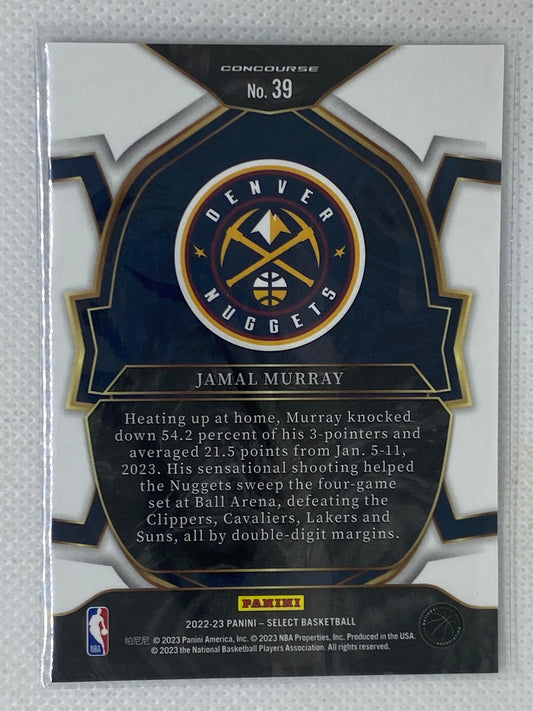 CONCOURSE
No. 39
DENVER
NUGGETS
JAMAL MURRAY
Heating up at home, Murray knocked
down 54.2 percent of his 3-pointers and
averaged 21.5 points from Jan. 5-11,
2023. His sensational shooting helped
the Nuggets sweep the four-game
set at Ball Arena, defeating the
Clippers, Cavaliers, Lakers and
Suns, all by double-digit margins.
PANINI
2022-23 PANINI – SELECT BASKETBALL
NBA
帕尼尼 © 2023 Panini America, Inc. © 2023 NBA Properties, Inc. Produced in the USA.
© 2023 the National Basketball Players Association. All rights reserved.